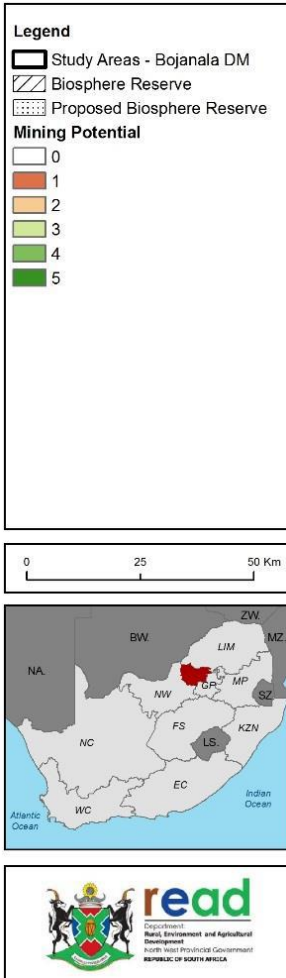 Legend
Study Areas - Bojanala DM
Biosphere Reserve
Proposed Biosphere Reserve
Mining Potential
0
1
2
3
4
5
0 25 50 Km
ZW.
BW.
LIM
MZ.
NA.
NW
GP
MP
SZ.
FS
KZN
NC
LS.
EC
Indian
Ocean
Atlantic
Ocean
WC
read
Department:
Rural, Environment and Agricultural
Development
North West Provincial Government
REPUBLIC OF SOUTH AFRICA